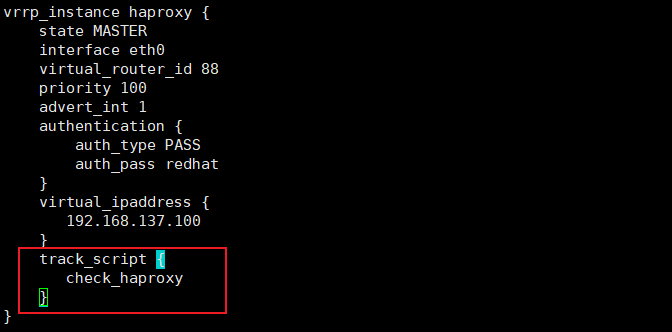 vrrp_instance haproxy {
    state MASTER
    interface eth0
    virtual_router_id 88
    priority 100
    advert_int 1
    authentication {
        auth_type PASS
        auth_pass redhat
    }
    virtual_ipaddress {
       192.168.137.100
    }
    track_script {
       check_haproxy
    }
}